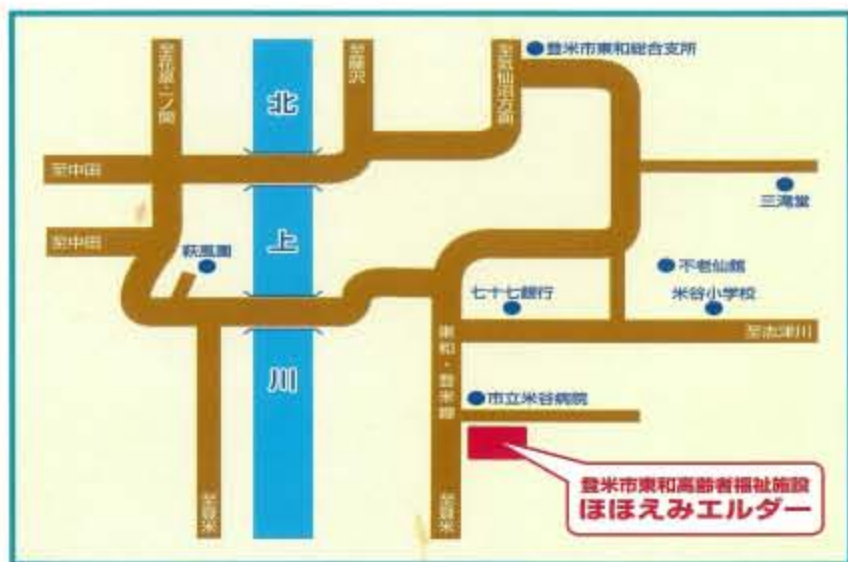 至花泉・一ノ関
北上川
至藤沢
至気仙沼方面
登米市東和総合支所
至中田
三滝堂
至中田
萩風園
不老仙館
七十七銀行
米谷小学校
至志津川
東和・登米線
市立米谷病院
登米市東和高齢者福祉施設
ほほえみエルダー
至登米
至登米